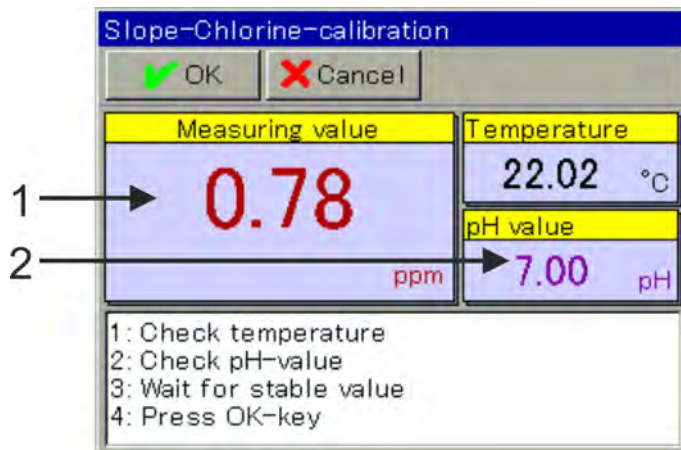 Slope-Chlorine-calibration
OK Cancel
Measuring value
0.78
ppm
Temperature
22.02 °C
pH value
7.00 pH
1
2
1: Check temperature
2: Check pH-value
3: Wait for stable value
4: Press OK-key